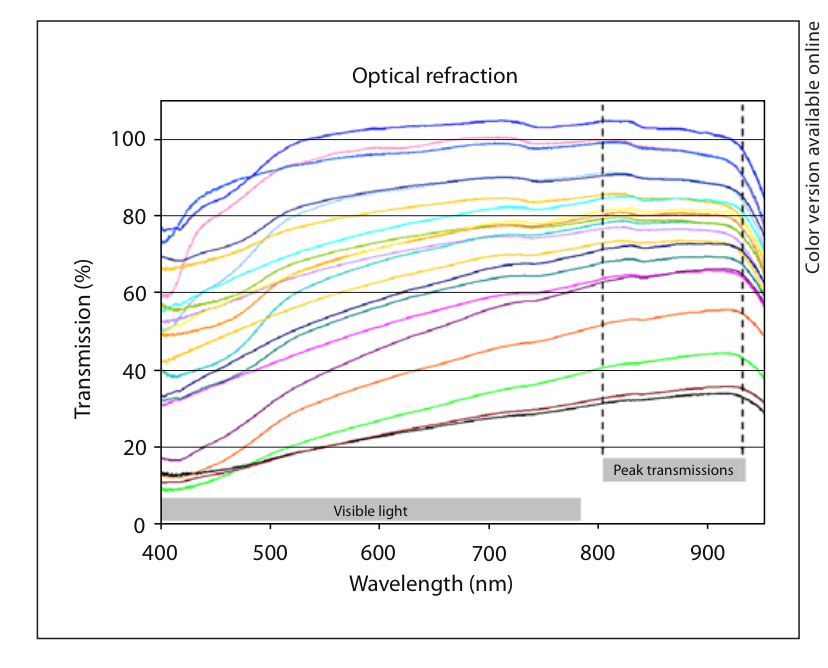 Optical refraction
Color version available online
Transmission (%)
100
80
60
40
20
0
Peak transmissions
Visible light
400 500 600 700 800 900
Wavelength (nm)